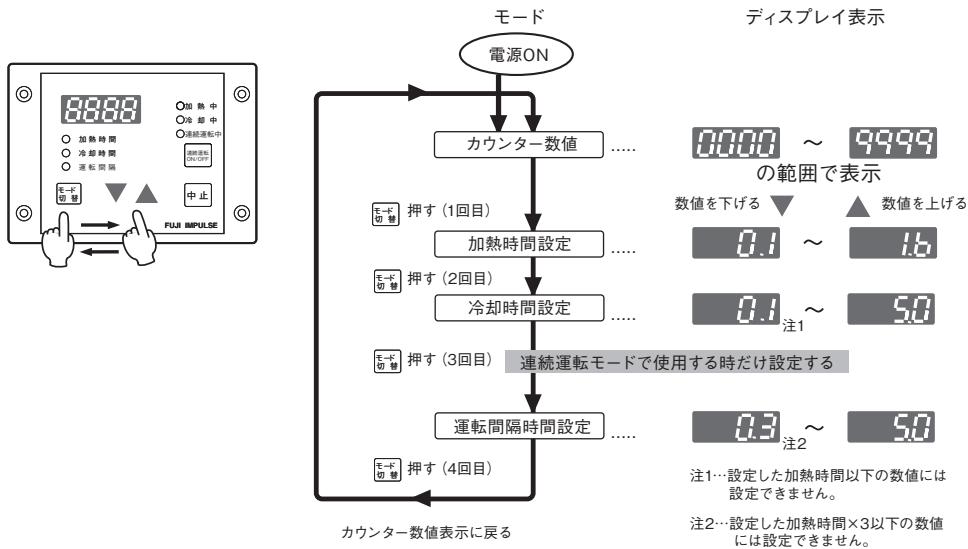 モード
ディスプレイ表示
電源ON
8888
加熱中
冷却中
連続運転中
加熱時間
冷却時間
運転間隔
連続運転
ON/OFF
モード
切替
中止
FUJI IMPULSE
カウンター数値 ..... 0000 ～ 9999
の範囲で表示
数値を下げる ▼ ▲ 数値を上げる
モード
切替
押す（1回目）
加熱時間設定 ..... 0.1 ～ 1.6
モード
切替
押す（2回目）
冷却時間設定 ..... 0.1 注1 ～ 5.0
モード
切替
押す（3回目）
連続運転モードで使用する時だけ設定する
運転間隔時間設定 ..... 0.3 注2 ～ 5.0
モード
切替
押す（4回目）
カウンター数値表示に戻る
注1…設定した加熱時間以下の数値には
設定できません。
注2…設定した加熱時間×3以下の数値
には設定できません。